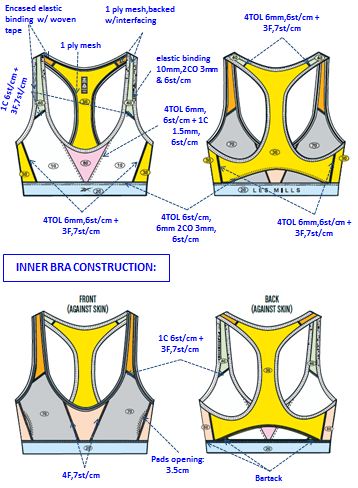 Encased elastic
binding w/ woven
tape
1 ply mesh,backed
w/interfacing
4TOL 6mm,6st/cm +
3F,7st/cm
1 ply mesh
1C 6st/cm +
3F,7st/cm
elastic binding
10mm,2CO 3mm
& 6st/cm
4TOL 6mm,
6st/cm + 1C
1.5mm,
6st/cm
LES MILLS
4TOL 6mm,6st/cm +
3F,7st/cm
4TOL 6st/cm,
6mm 2CO 3mm,
6st/cm
4TOL 6mm,6st/cm +
3F,7st/cm
INNER BRA CONSTRUCTION:
FRONT
(AGAINST SKIN)
BACK
(AGAINST SKIN)
1C 6st/cm +
3F,7st/cm
4F,7st/cm
Pads opening:
3.5cm
Bartack